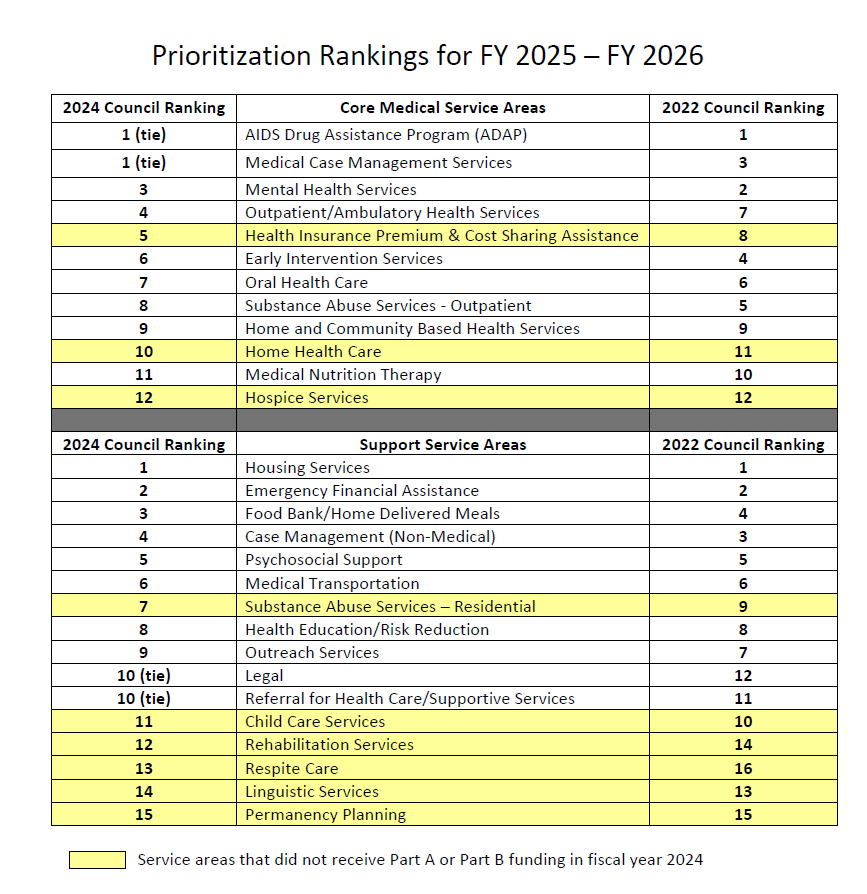 Prioritization Rankings for FY 2025 – FY 2026
2024 Council Ranking Core Medical Service Areas 2022 Council Ranking
1 (tie) AIDS Drug Assistance Program (ADAP) 1
1 (tie) Medical Case Management Services 3
3 Mental Health Services 2
4 Outpatient/Ambulatory Health Services 7
5 Health Insurance Premium & Cost Sharing Assistance 8
6 Early Intervention Services 4
7 Oral Health Care 6
8 Substance Abuse Services - Outpatient 5
9 Home and Community Based Health Services 9
10 Home Health Care 11
11 Medical Nutrition Therapy 10
12 Hospice Services 12
2024 Council Ranking Support Service Areas 2022 Council Ranking
1 Housing Services 1
2 Emergency Financial Assistance 2
3 Food Bank/Home Delivered Meals 4
4 Case Management (Non-Medical) 3
5 Psychosocial Support 5
6 Medical Transportation 6
7 Substance Abuse Services – Residential 9
8 Health Education/Risk Reduction 8
9 Outreach Services 7
10 (tie) Legal 12
10 (tie) Referral for Health Care/Supportive Services 11
11 Child Care Services 10
12 Rehabilitation Services 14
13 Respite Care 16
14 Linguistic Services 13
15 Permanency Planning 15
Service areas that did not receive Part A or Part B funding in fiscal year 2024